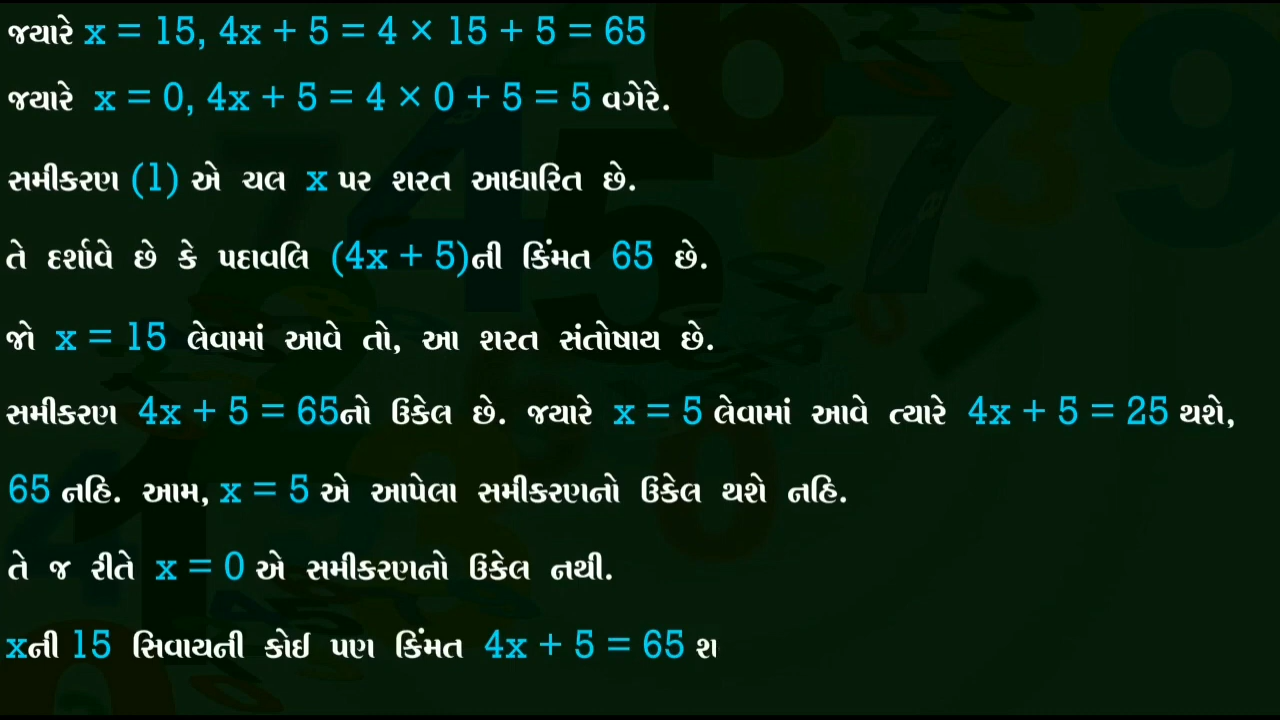 જ્યારે x = 15, 4x + 5 = 4 × 15 + 5 = 65
જ્યારે x = 0, 4x + 5 = 4 × 0 + 5 = 5 વગેરે.
સમીકરણ (1) એ ચલ x પર શરત આધારિત છે.
તે દર્શાવે છે કે પદાવલિ (4x + 5)ની કિંમત 65 છે.
જો x = 15 લેવામાં આવે તો, આ શરત સંતોષાય છે.
સમીકરણ 4x + 5 = 65નો ઉકેલ છે. જ્યારે x = 5 લેવામાં આવે ત્યારે 4x + 5 = 25 થશે,
65 નહિ. આમ, x = 5 એ આપેલા સમીકરણનો ઉકેલ થશે નહિ.
તે જ રીતે x = 0 એ સમીકરણનો ઉકેલ નથી.
xની 15 સિવાયની કોઈ પણ કિંમત 4x + 5 = 65 શ